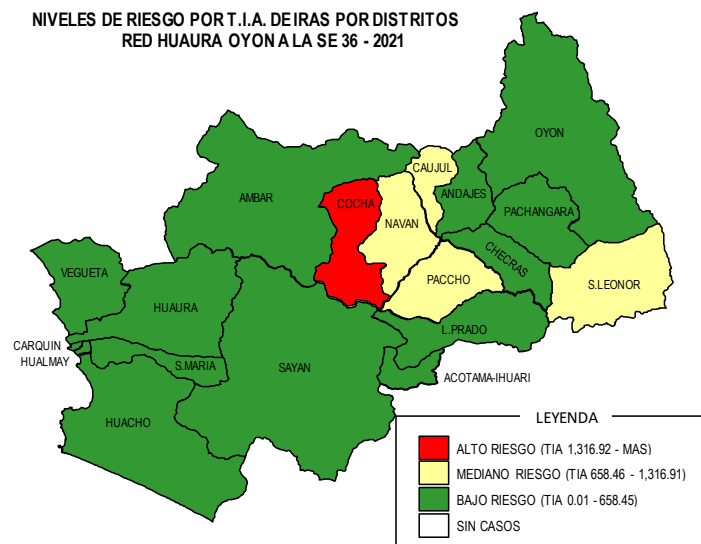 NIVELES DE RIESGO POR T.I.A. DE IRAS POR DISTRITOS
RED HUAURA OYON A LA SE 36 - 2021
OYON
CAUJUL
ANDAJES
AMBAR
COCHA
PACHANGARA
NAVAN
CHECRAS
VEGUETA
PACCHO
S.LEONOR
HUAURA
L.PRADO
CARQUIN
HUALMAY
S.MARIA
SAYAN
ACOTAMA-IHUARI
HUACHO
LEYENDA
ALTO RIESGO (TIA 1,316.92 - MAS)
MEDIANO RIESGO (TIA 658.46 - 1,316.91)
BAJO RIESGO (TIA 0.01 - 658.45)
SIN CASOS